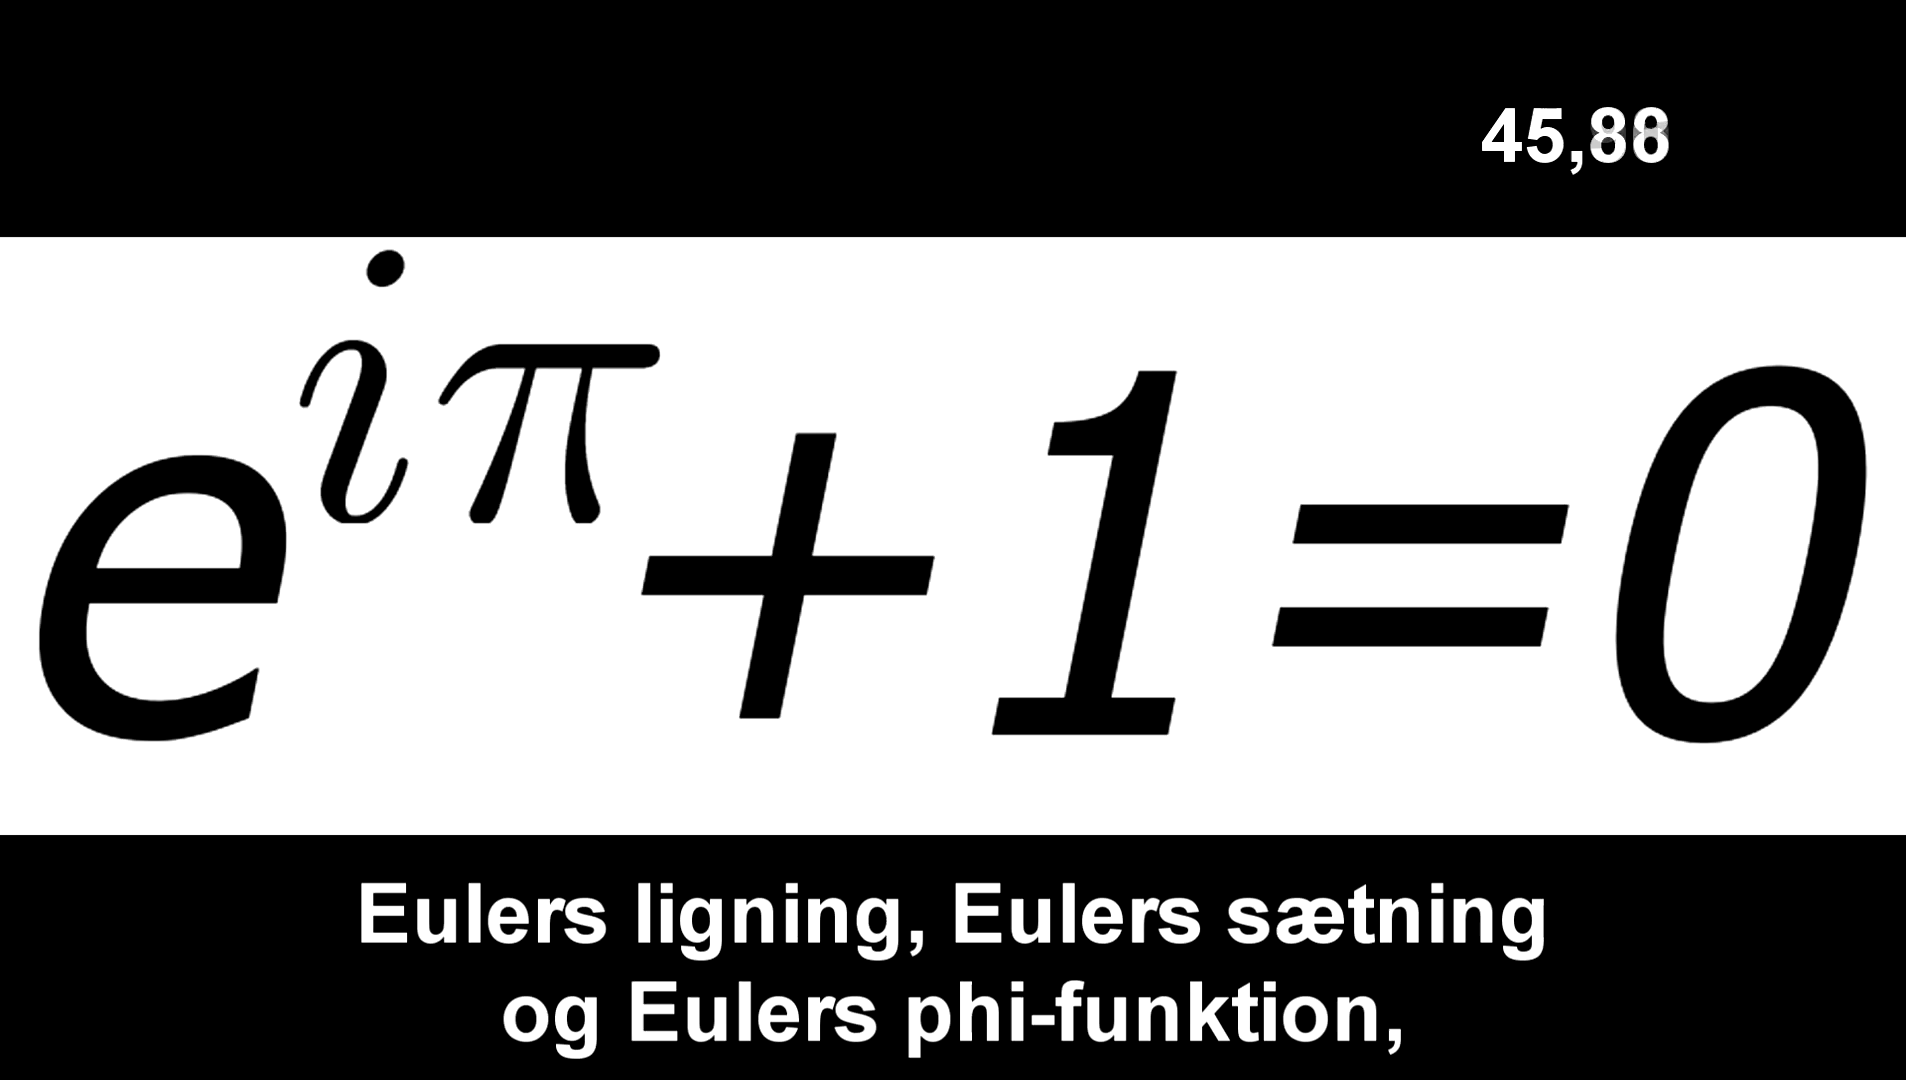 45,88
e^{iπ}+1=0
Eulers ligning, Eulers sætning
og Eulers phi-funktion,